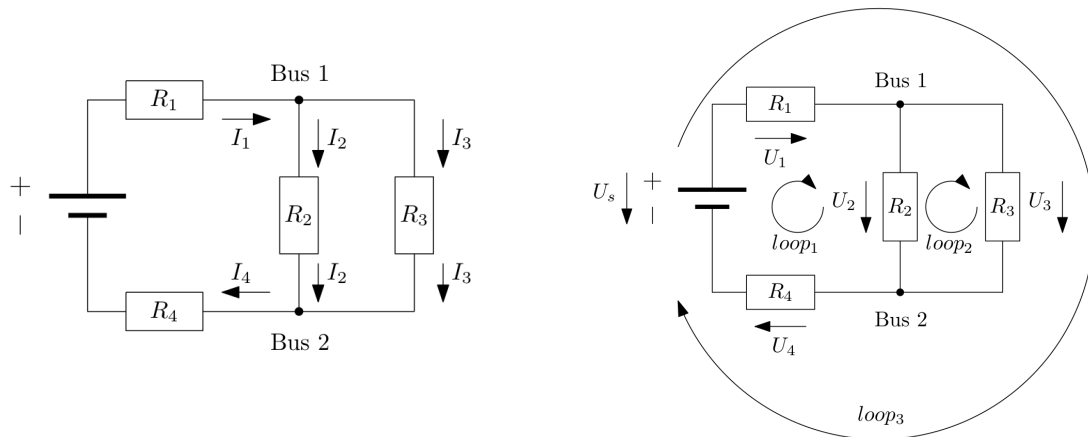 Bus 1
R1
I1
I2
I3
+
−
R2
R3
I4
I2
I3
R4
Bus 2
Bus 1
R1
U1
Us
+
−
U2
R2
R3
U3
loop1
loop2
R4
U4
Bus 2
loop3